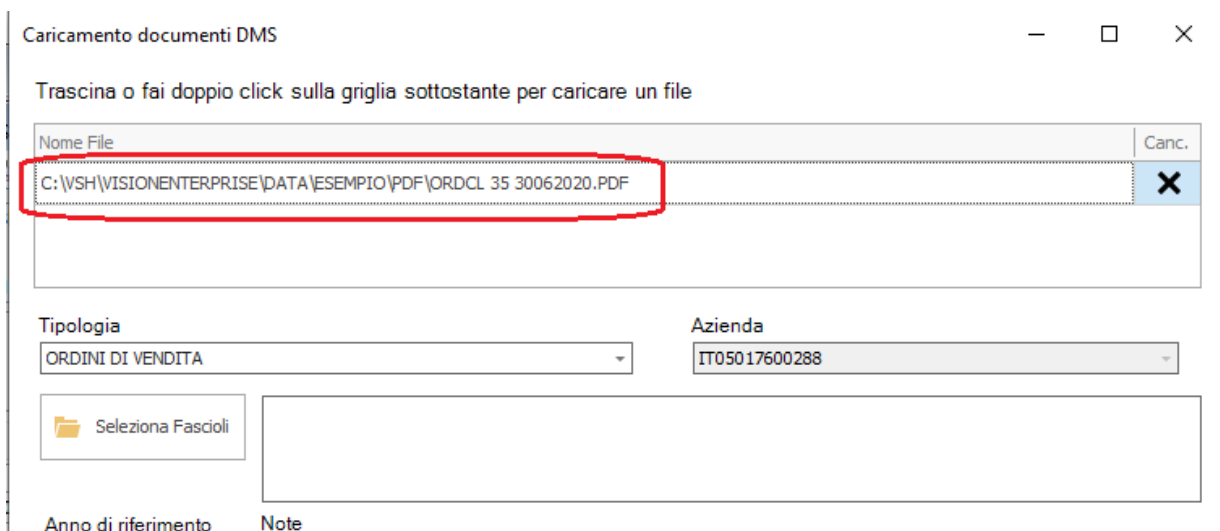 Caricamento documenti DMS
Trascina o fai doppio click sulla griglia sottostante per caricare un file
Nome File Canc.
C:\VSH\VISIONENTERPRISE\DATA\ESEMPIO\PDF\ORDCL 35 30062020.PDF
Tipologia Azienda
ORDINI DI VENDITA IT05017600288
Seleziona Fascioli
Anno di riferimento Note